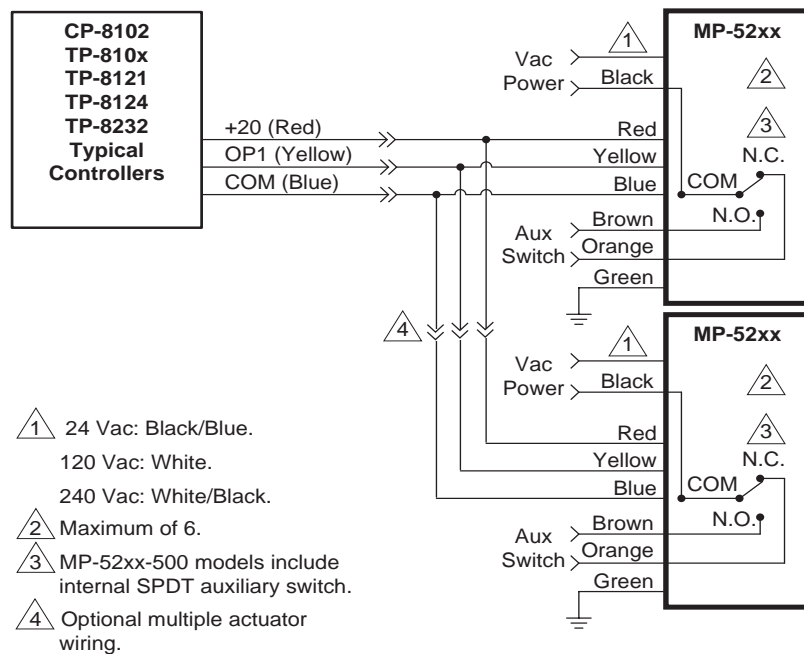 CP-8102
TP-810x
TP-8121
TP-8124
TP-8232
Typical
Controllers
+20 (Red)
OP1 (Yellow)
COM (Blue)
MP-52xx
1
Vac
Power
Black
2
3
Red
Yellow
Blue
N.C.
COM
N.O.
Aux
Switch
Brown
Orange
Green
4
MP-52xx
1
Vac
Power
Black
2
3
Red
Yellow
Blue
N.C.
COM
N.O.
Aux
Switch
Brown
Orange
Green
1 24 Vac: Black/Blue.
120 Vac: White.
240 Vac: White/Black.
2 Maximum of 6.
3 MP-52xx-500 models include
internal SPDT auxiliary switch.
4 Optional multiple actuator
wiring.